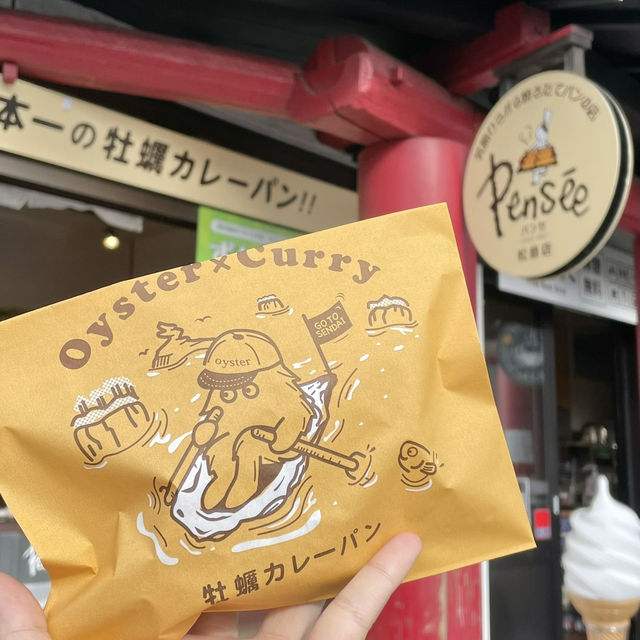 本一の牡蠣カレーパン!!
Pensée
パンセ
松島店
Oyster×Curry
GO TO
SENDAI
oyster
牡蠣カレーパン